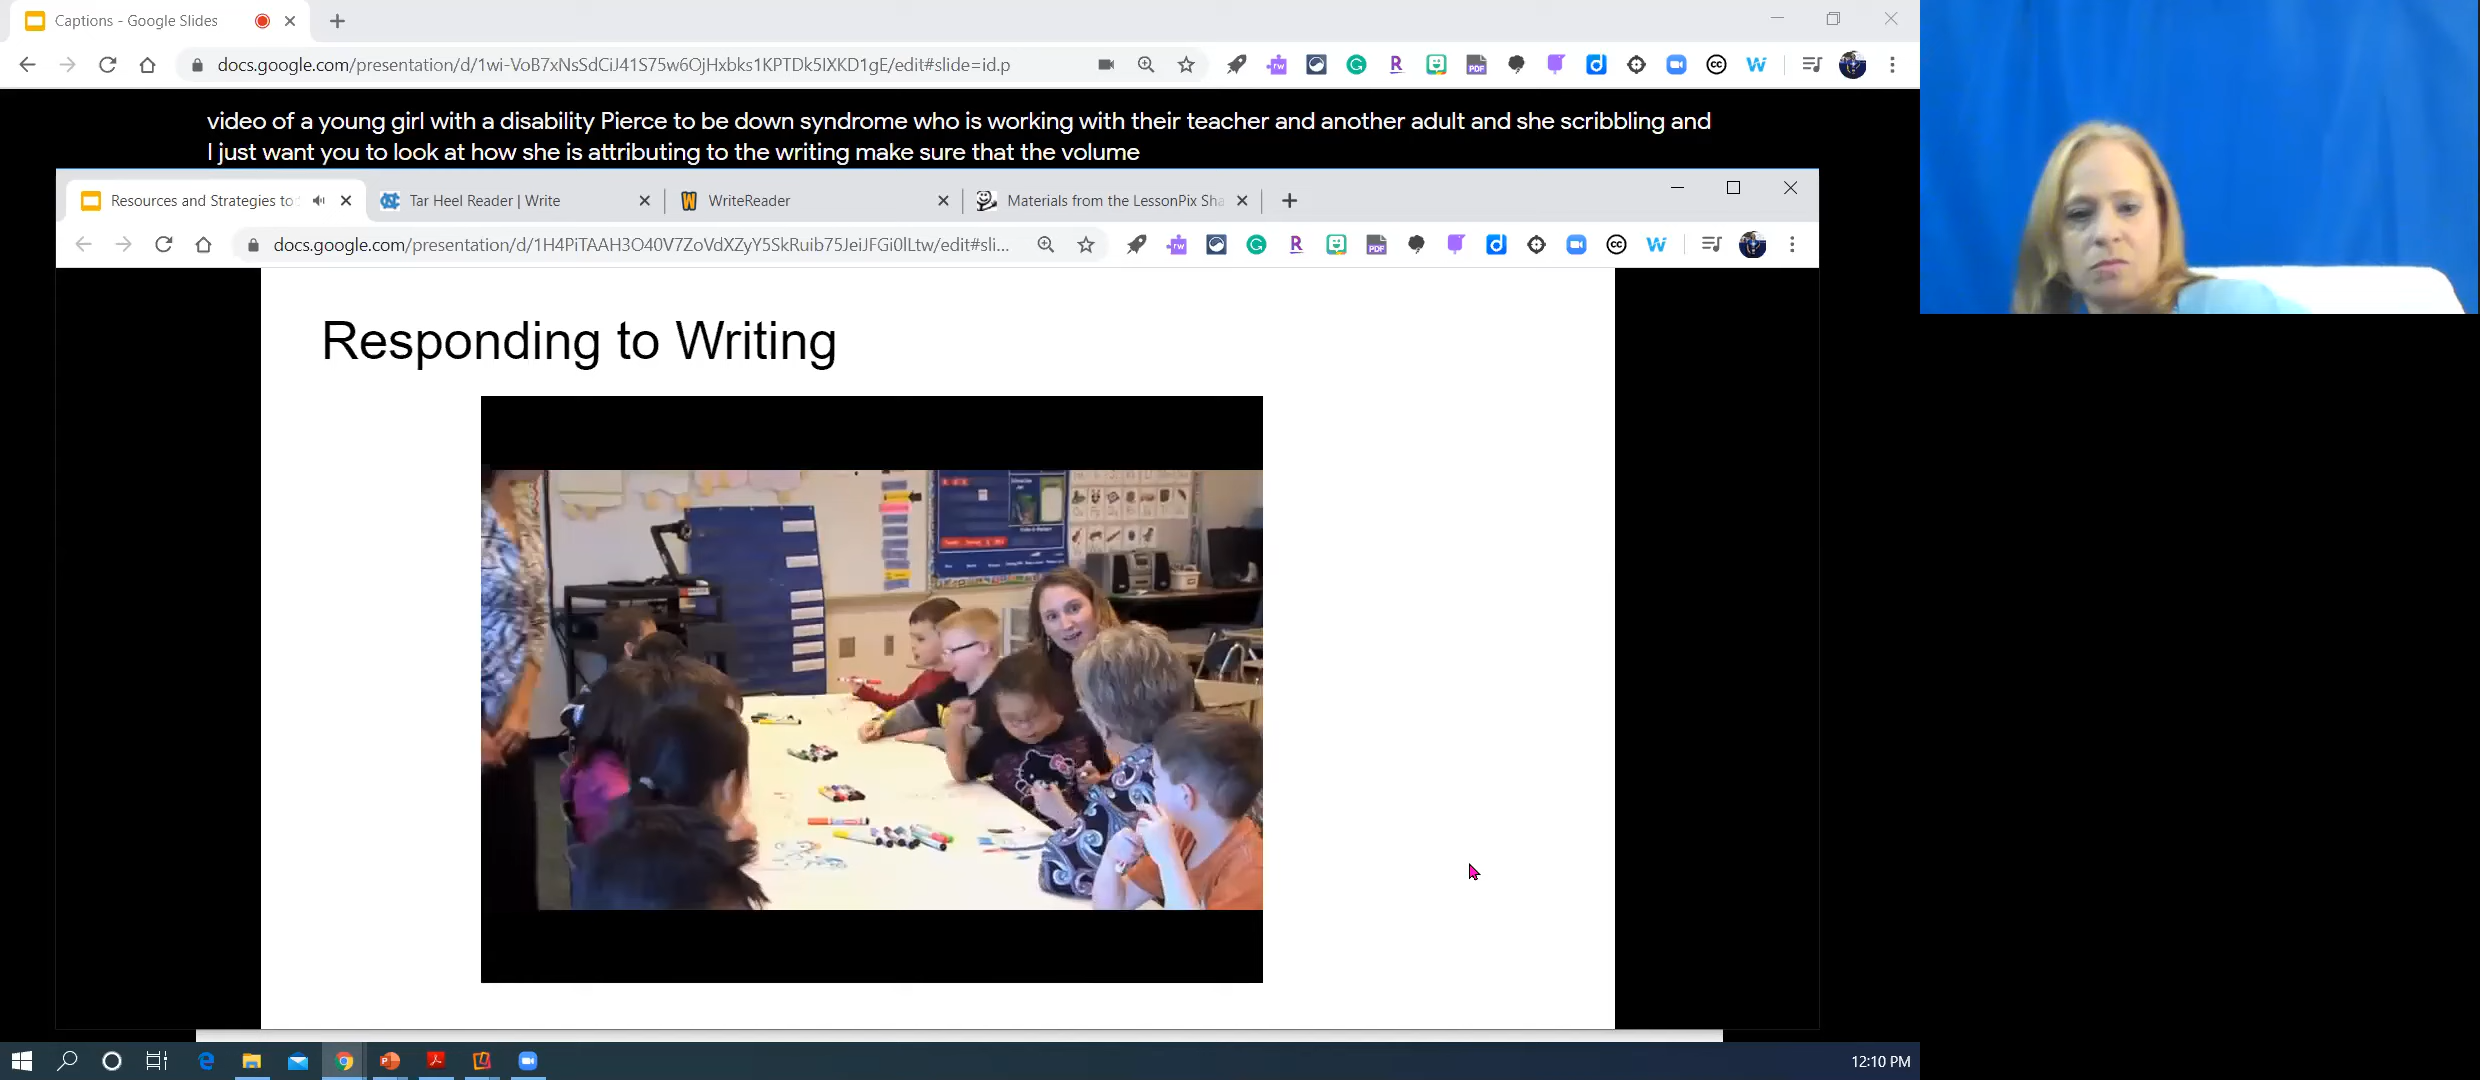 Captions - Google Slides
docs.google.com/presentation/d/1wi-VoB7xNsSdCiJ41S75w6OjHxbks1KPTDk5IXKD1gE/edit#slide=id.p
video of a young girl with a disability Pierce to be down syndrome who is working with their teacher and another adult and she scribbling and
I just want you to look at how she is attributing to the writing make sure that the volume
Resources and Strategies to
Tar Heel Reader | Write
WriteReader
Materials from the LessonPix Sha
docs.google.com/presentation/d/1H4PiTAAH3O40V7ZoVdXZyY5SkRuib75JeiJFGi0lLtw/edit#sli...
Responding to Writing
12:10 PM